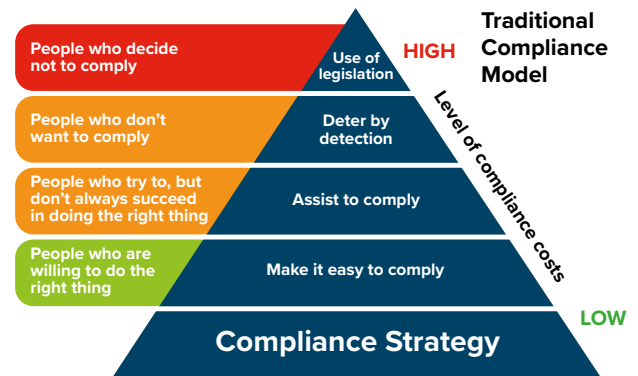 Traditional
Compliance
Model
People who decide
not to comply
Use of
legislation
HIGH
People who don't
want to comply
Deter by
detection
Level of compliance costs
People who try to, but
don't always succeed
in doing the right thing
Assist to comply
People who are
willing to do the
right thing
Make it easy to comply
LOW
Compliance Strategy